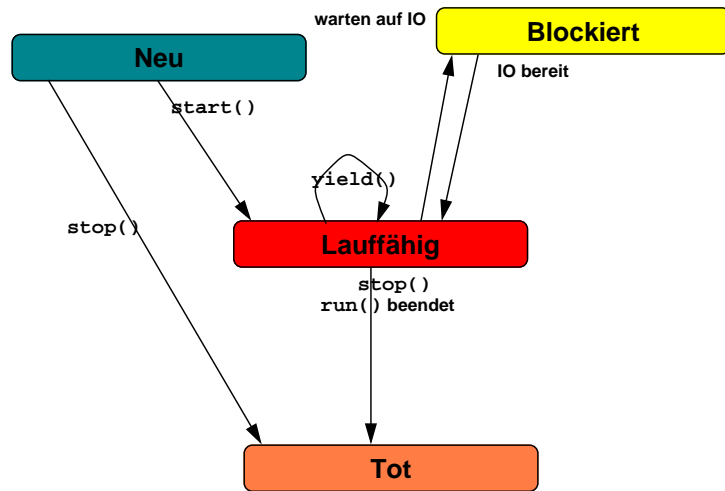 warten auf IO
Blockiert
Neu
IO bereit
start()
yield()
stop()
Lauffähig
stop()
run() beendet
Tot